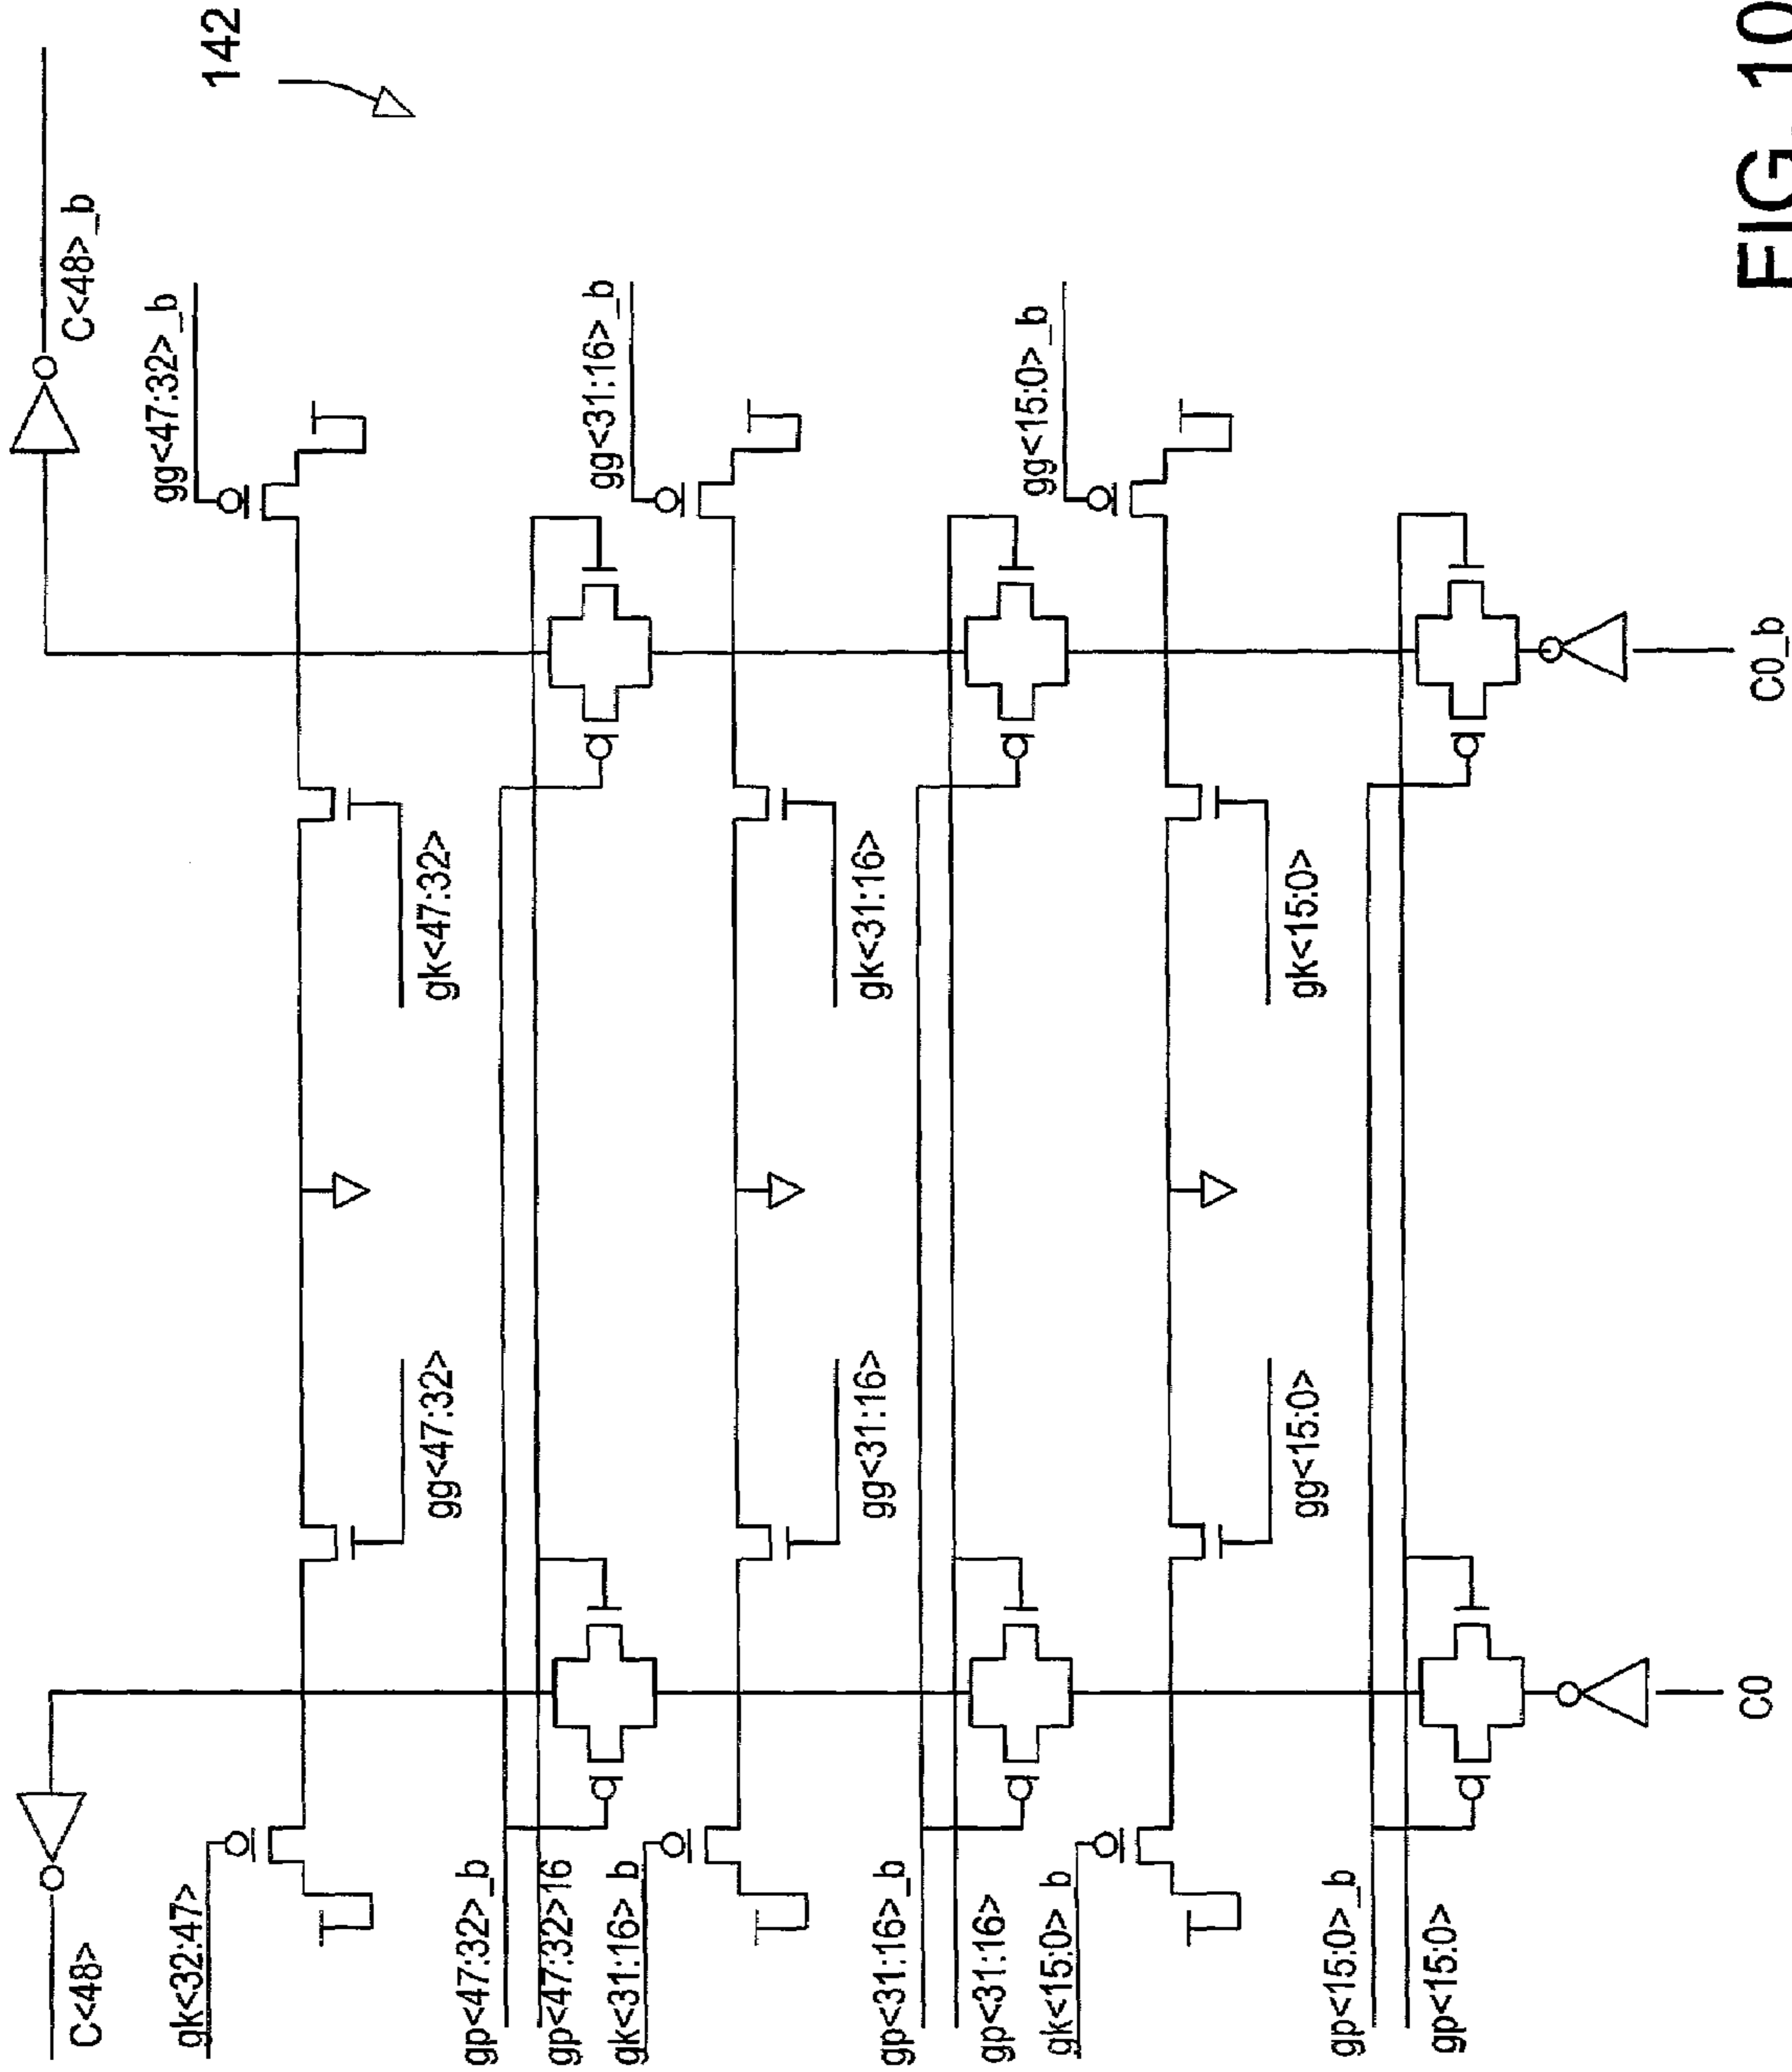 142
C<48>
C<48>_b
gk<32:47>
gg<47:32>_b
gg<47:32>
gk<47:32>
gp<47:32>_b
gp<47:32>16
gk<31:16>_b
gg<31:16>_b
gg<31:16>
gk<31:16>
gp<31:16>_b
gp<31:16>
gk<15:0>_b
gg<15:0>_b
gg<15:0>
gk<15:0>
gp<15:0>_b
gp<15:0>
C0
C0_b
FIG. 10